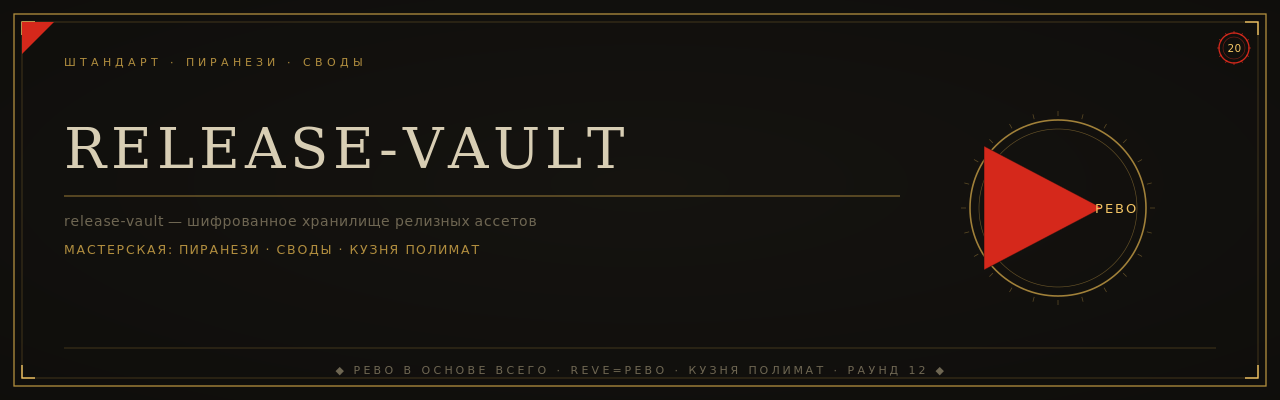 ШТАНДАРТ · ПИРАНЕЗИ · СВОДЫ
20
RELEASE-VAULT
release-vault — шифрованное хранилище релизных ассетов
МАСТЕРСКАЯ: ПИРАНЕЗИ · СВОДЫ · КУЗНЯ ПОЛИМАТ
РЕВО
◆ РЕВО В ОСНОВЕ ВСЕГО · REVE=РЕВО · КУЗНЯ ПОЛИМАТ · РАУНД 12 ◆